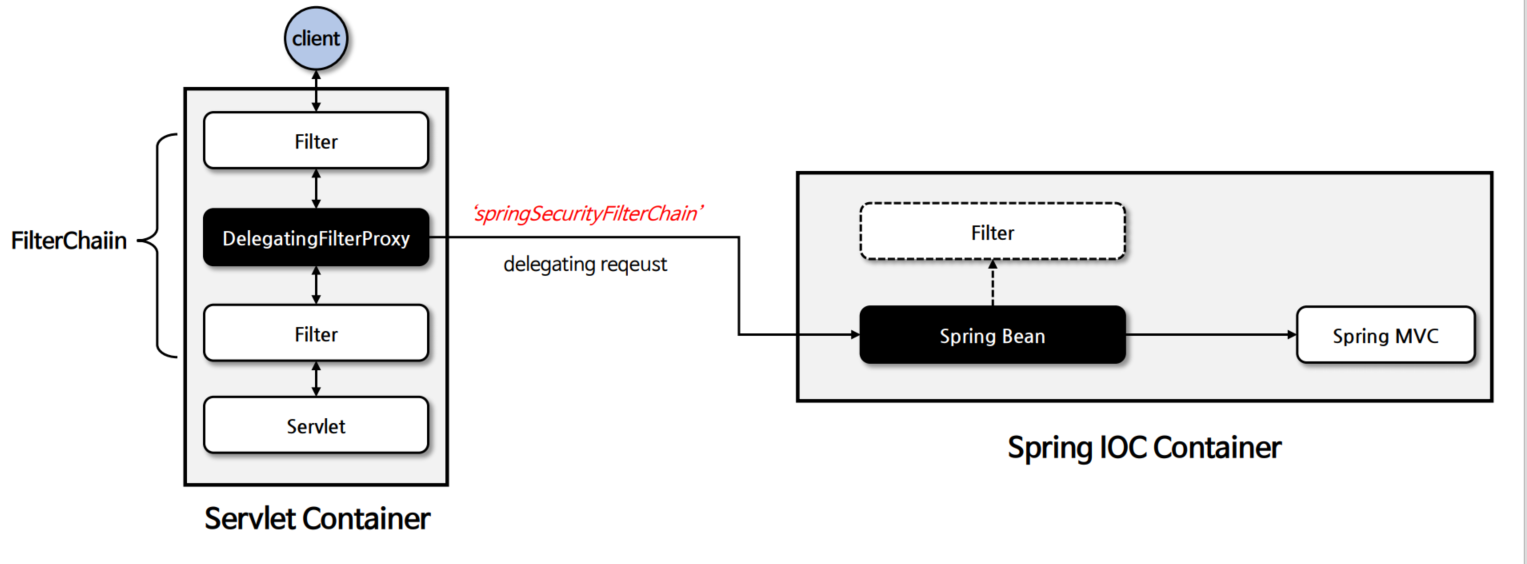 client
Filter
DelegatingFilterProxy
FilterChaiin
Filter
Servlet
Servlet Container
‘springSecurityFilterChain’
delegating reqeust
Filter
Spring Bean
Spring MVC
Spring IOC Container